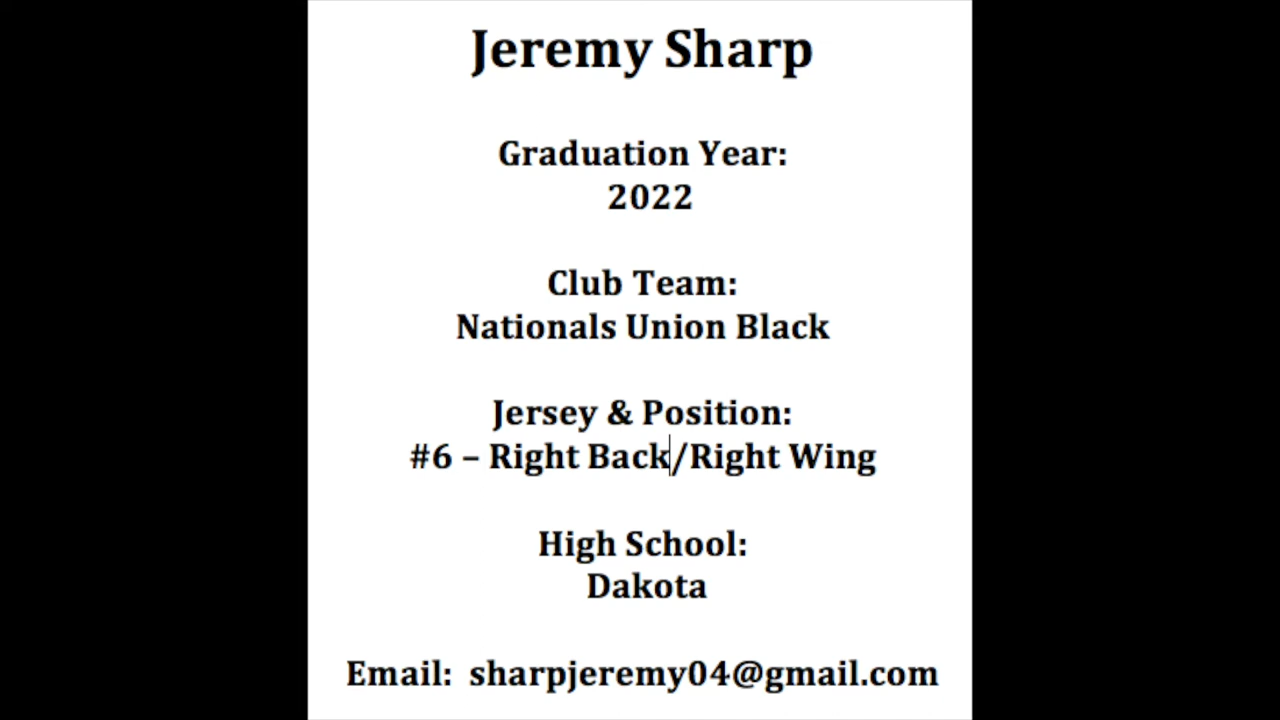 Jeremy Sharp
Graduation Year:
2022
Club Team:
Nationals Union Black
Jersey & Position:
#6 – Right Back/Right Wing
High School:
Dakota
Email:  sharpjeremy04@gmail.com